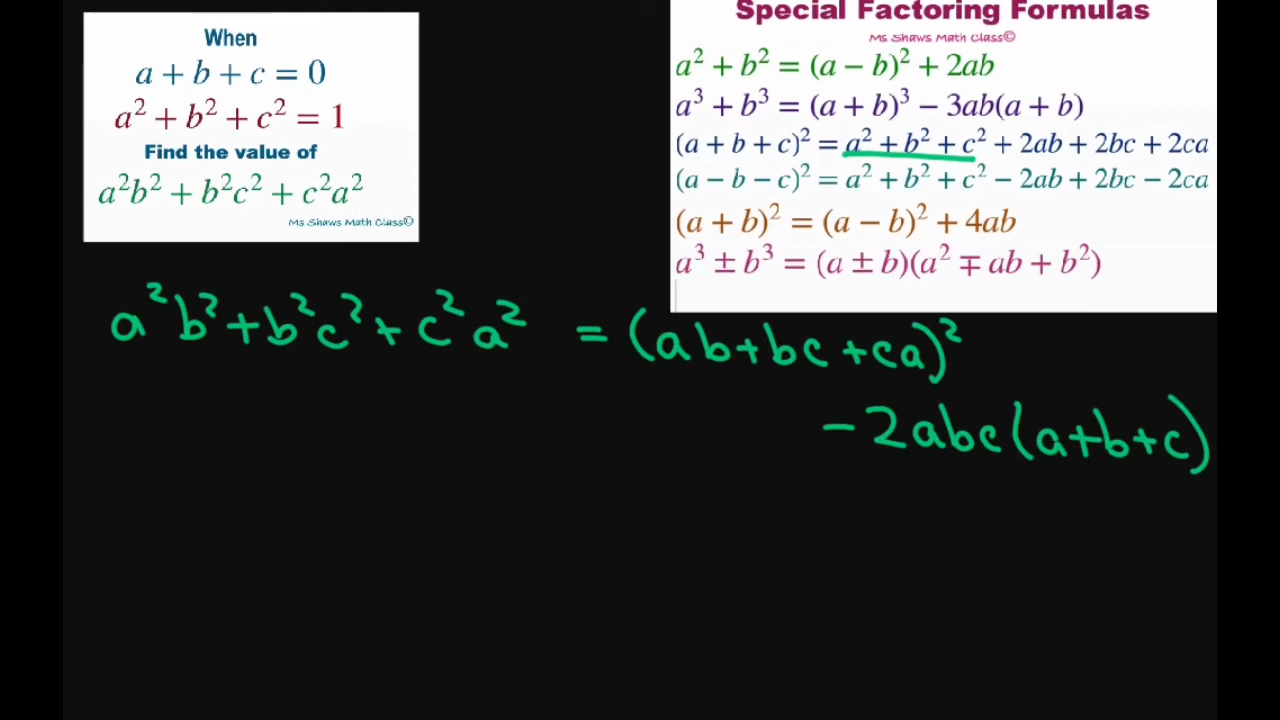 When
a + b + c = 0
a² + b² + c² = 1
Find the value of
a²b² + b²c² + c²a²
Ms Shaws Math Class©
Special Factoring Formulas
Ms Shaws Math Class©
a² + b² = (a − b)² + 2ab
a³ + b³ = (a + b)³ − 3ab(a + b)
(a + b + c)² = a² + b² + c² + 2ab + 2bc + 2ca
(a − b − c)² = a² + b² + c² − 2ab + 2bc − 2ca
(a + b)² = (a − b)² + 4ab
a³ ± b³ = (a ± b)(a² ∓ ab + b²)
a²b² + b²c² + c²a² = (ab + bc + ca)²
− 2abc(a + b + c)